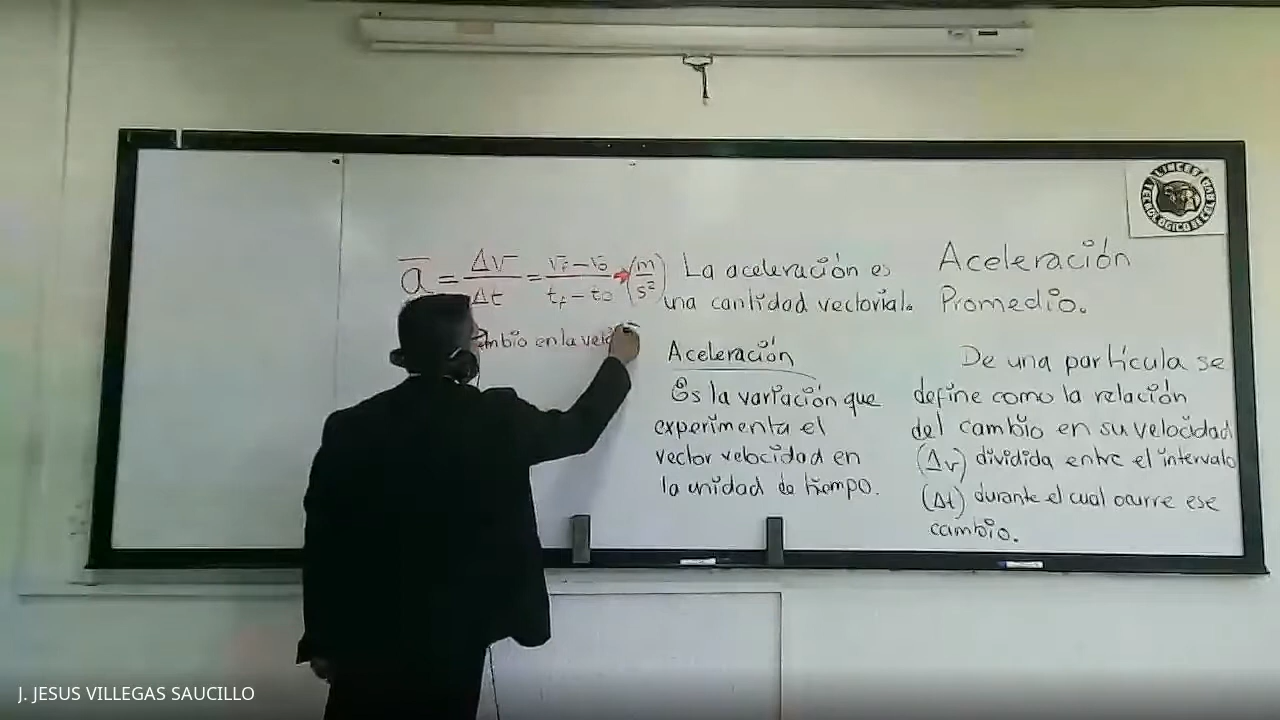 a̅ = Δv/Δt = vf - vo/tf - to → (m/s²)
mbio en la velo
La aceleración es
una cantidad vectorial.
Aceleración
Es la variación que
experimenta el
vector velocidad en
la unidad de tiempo.
Aceleración
Promedio.
De una partícula se
define como la relación
del cambio en su velocidad
(Δv) dividida entre el intervalo
(Δt) durante el cual ocurre ese
cambio.
LINCES
J. JESUS VILLEGAS SAUCILLO